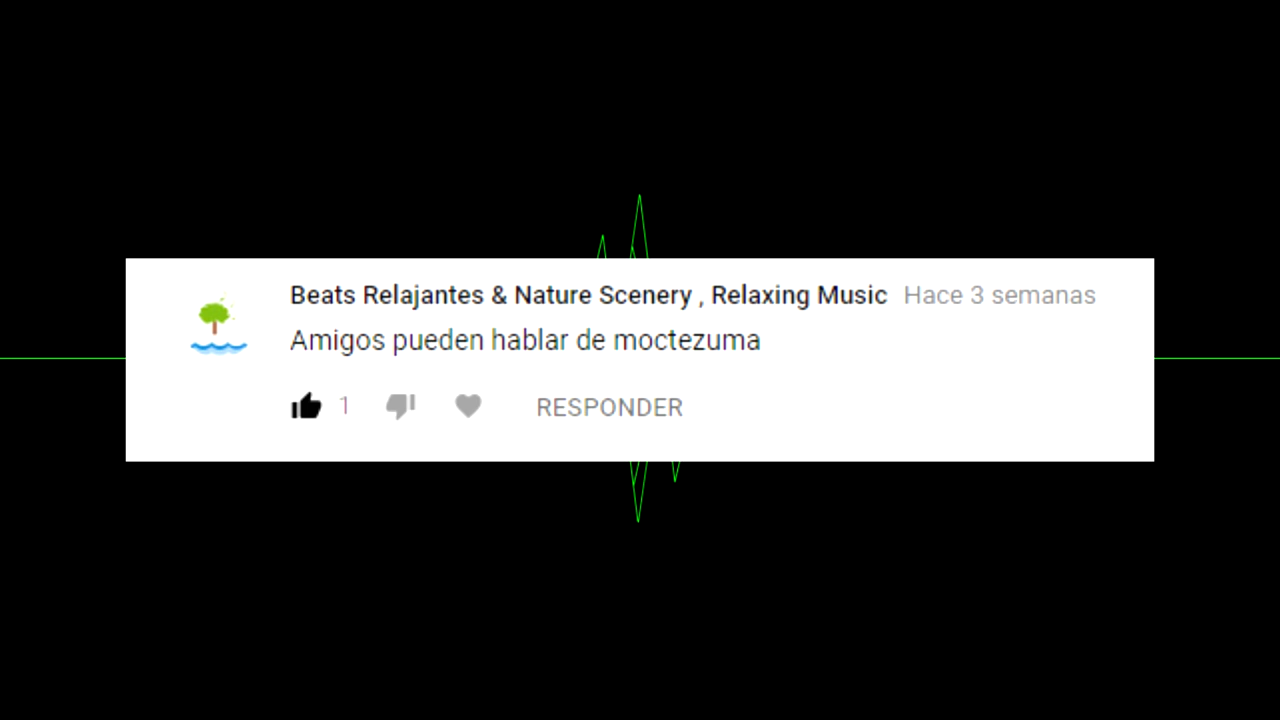 Beats Relajantes & Nature Scenery , Relaxing Music Hace 3 semanas
Amigos pueden hablar de moctezuma
1 RESPONDER